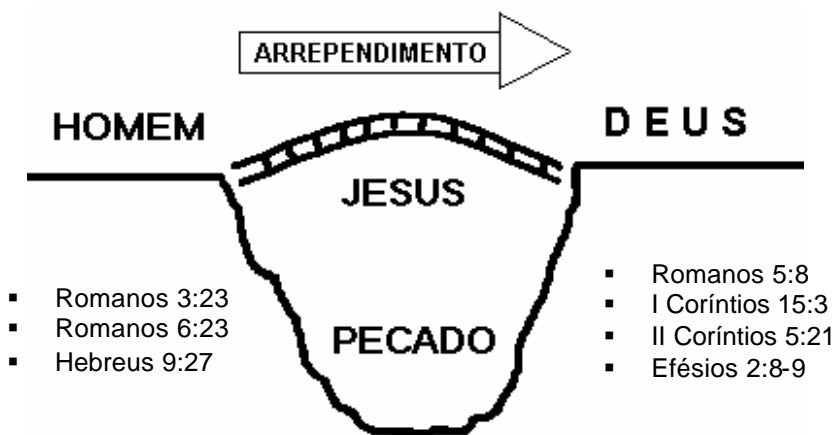 ARREPENDIMENTO
HOMEM
D E U S
JESUS
PECADO
▪ Romanos 3:23
▪ Romanos 6:23
▪ Hebreus 9:27
▪ Romanos 5:8
▪ I Coríntios 15:3
▪ II Coríntios 5:21
▪ Efésios 2:8-9